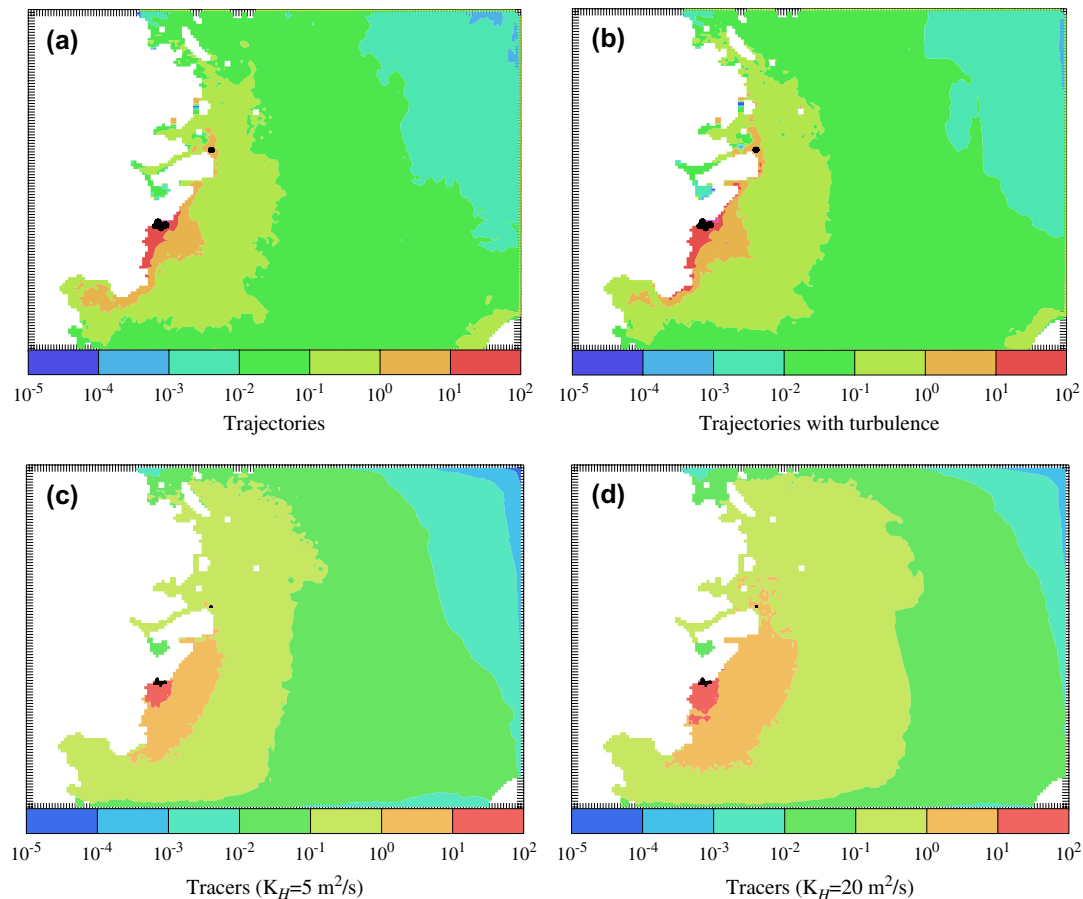 (a)
(b)
10⁻⁵ 10⁻⁴ 10⁻³ 10⁻² 10⁻¹ 10⁰ 10¹ 10²
Trajectories
10⁻⁵ 10⁻⁴ 10⁻³ 10⁻² 10⁻¹ 10⁰ 10¹ 10²
Trajectories with turbulence
(c)
(d)
10⁻⁵ 10⁻⁴ 10⁻³ 10⁻² 10⁻¹ 10⁰ 10¹ 10²
Tracers (K_H=5 m²/s)
10⁻⁵ 10⁻⁴ 10⁻³ 10⁻² 10⁻¹ 10⁰ 10¹ 10²
Tracers (K_H=20 m²/s)